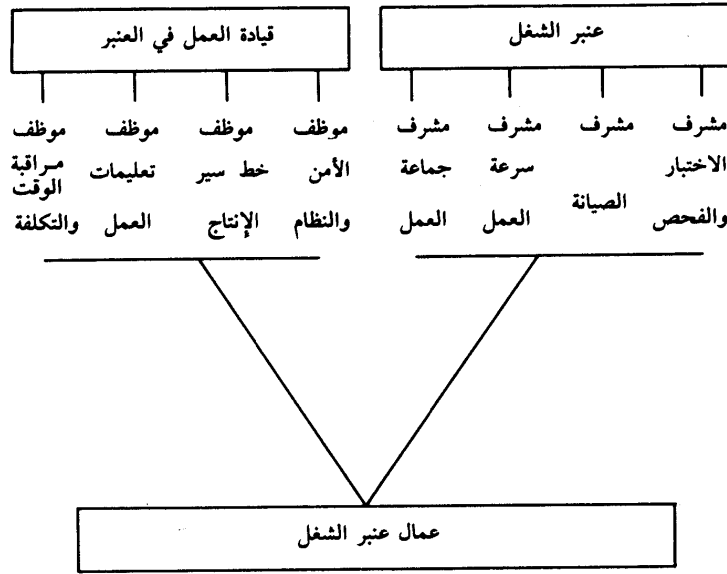 عنبر الشغل
قيادة العمل في العنبر
مشرف
الاختبار
والفحص
مشرف
الصيانة
مشرف
سرعة
العمل
مشرف
جماعة
العمل
موظف
الأمن
والنظام
موظف
خط سير
الإنتاج
موظف
تعليمات
العمل
موظف
مراقبة
الوقت
والتكلفة
عمال عنبر الشغل